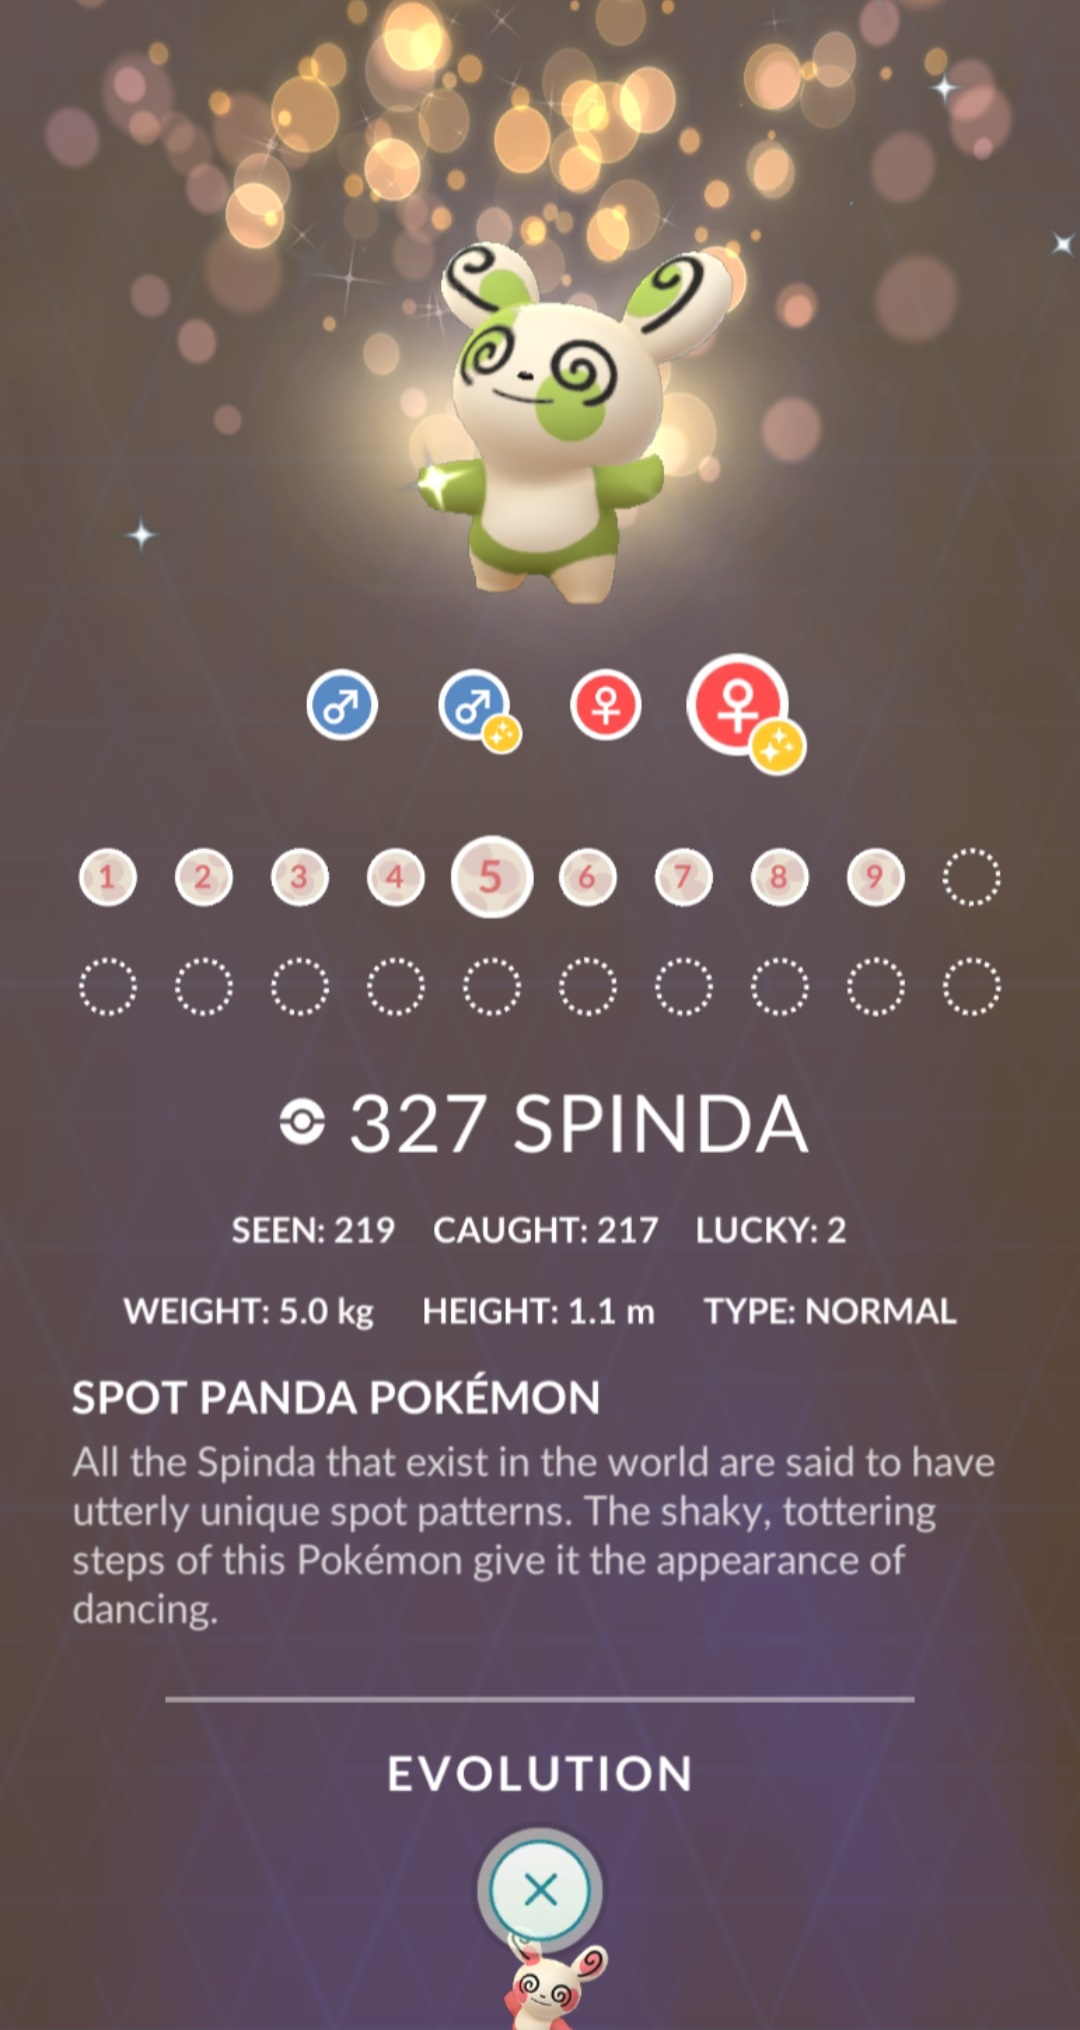 1 2 3 4 5 6 7 8 9
327 SPINDA
SEEN: 219 CAUGHT: 217 LUCKY: 2
WEIGHT: 5.0 kg HEIGHT: 1.1 m TYPE: NORMAL
SPOT PANDA POKÉMON
All the Spinda that exist in the world are said to have
utterly unique spot patterns. The shaky, tottering
steps of this Pokémon give it the appearance of
dancing.
EVOLUTION